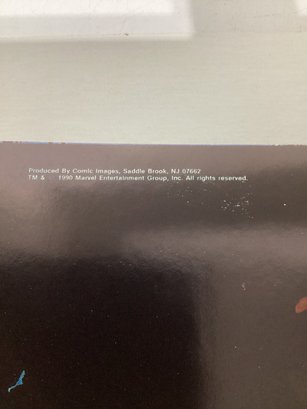 Produced By Comic Images, Saddle Brook, NJ 07662
TM & 1990 Marvel Entertainment Group, Inc. All rights reserved.